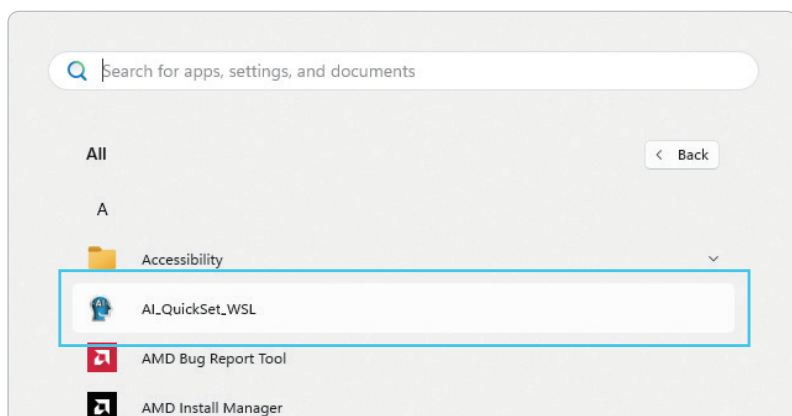 Search for apps, settings, and documents
All
< Back
A
Accessibility
AI_QuickSet_WSL
AMD Bug Report Tool
AMD Install Manager